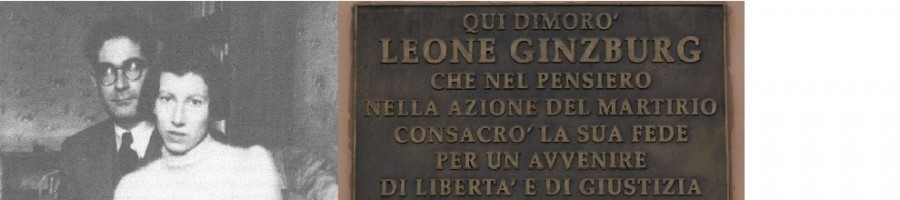 QUI DIMORO'
LEONE GINZBURG
CHE NEL PENSIERO
NELLA AZIONE DEL MARTIRIO
CONSACRO' LA SUA FEDE
PER UN AVVENIRE
DI LIBERTA' E DI GIUSTIZIA